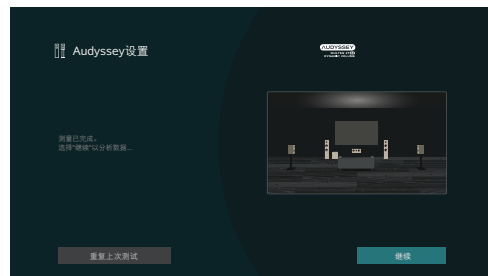 Audyssey设置
AUDYSSEY
测量已完成。
选择“继续”以分析数据...
重复上次测试
继续